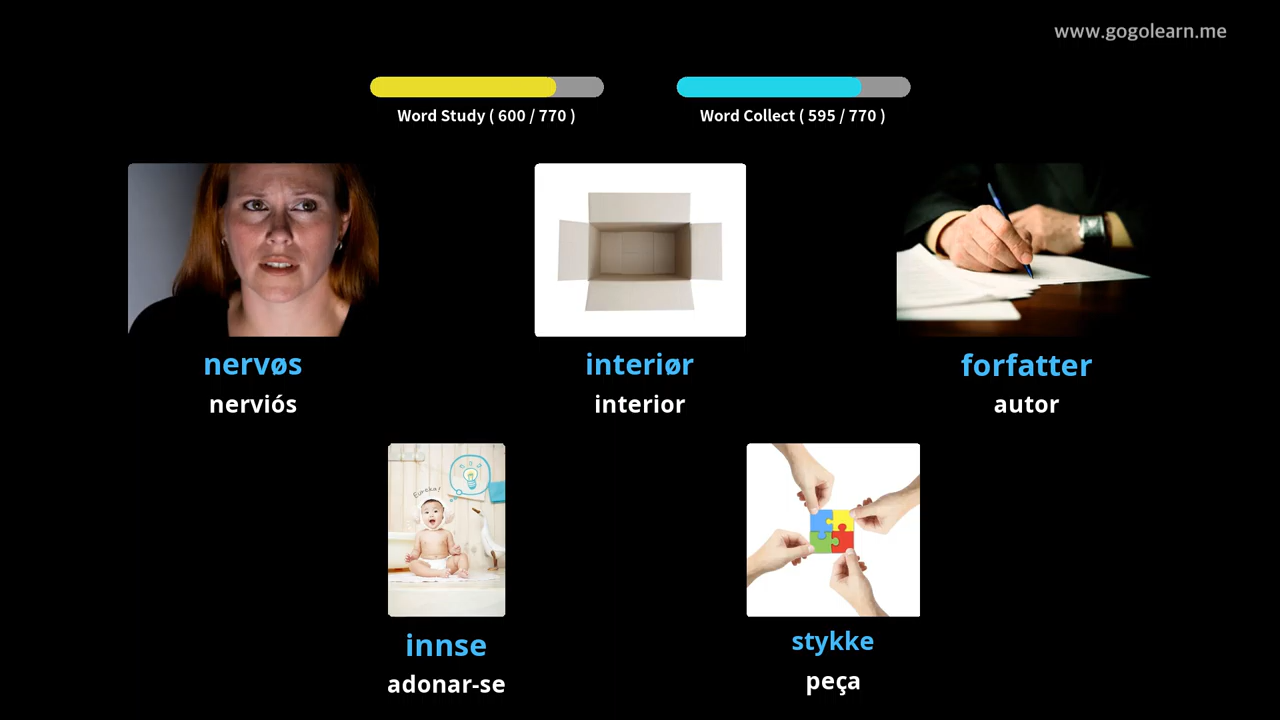 www.gogolearn.me
Word Study ( 600 / 770 )
Word Collect ( 595 / 770 )
nervøs
nerviós
interiør
interior
forfatter
autor
Eureka!
innse
adonar-se
stykke
peça